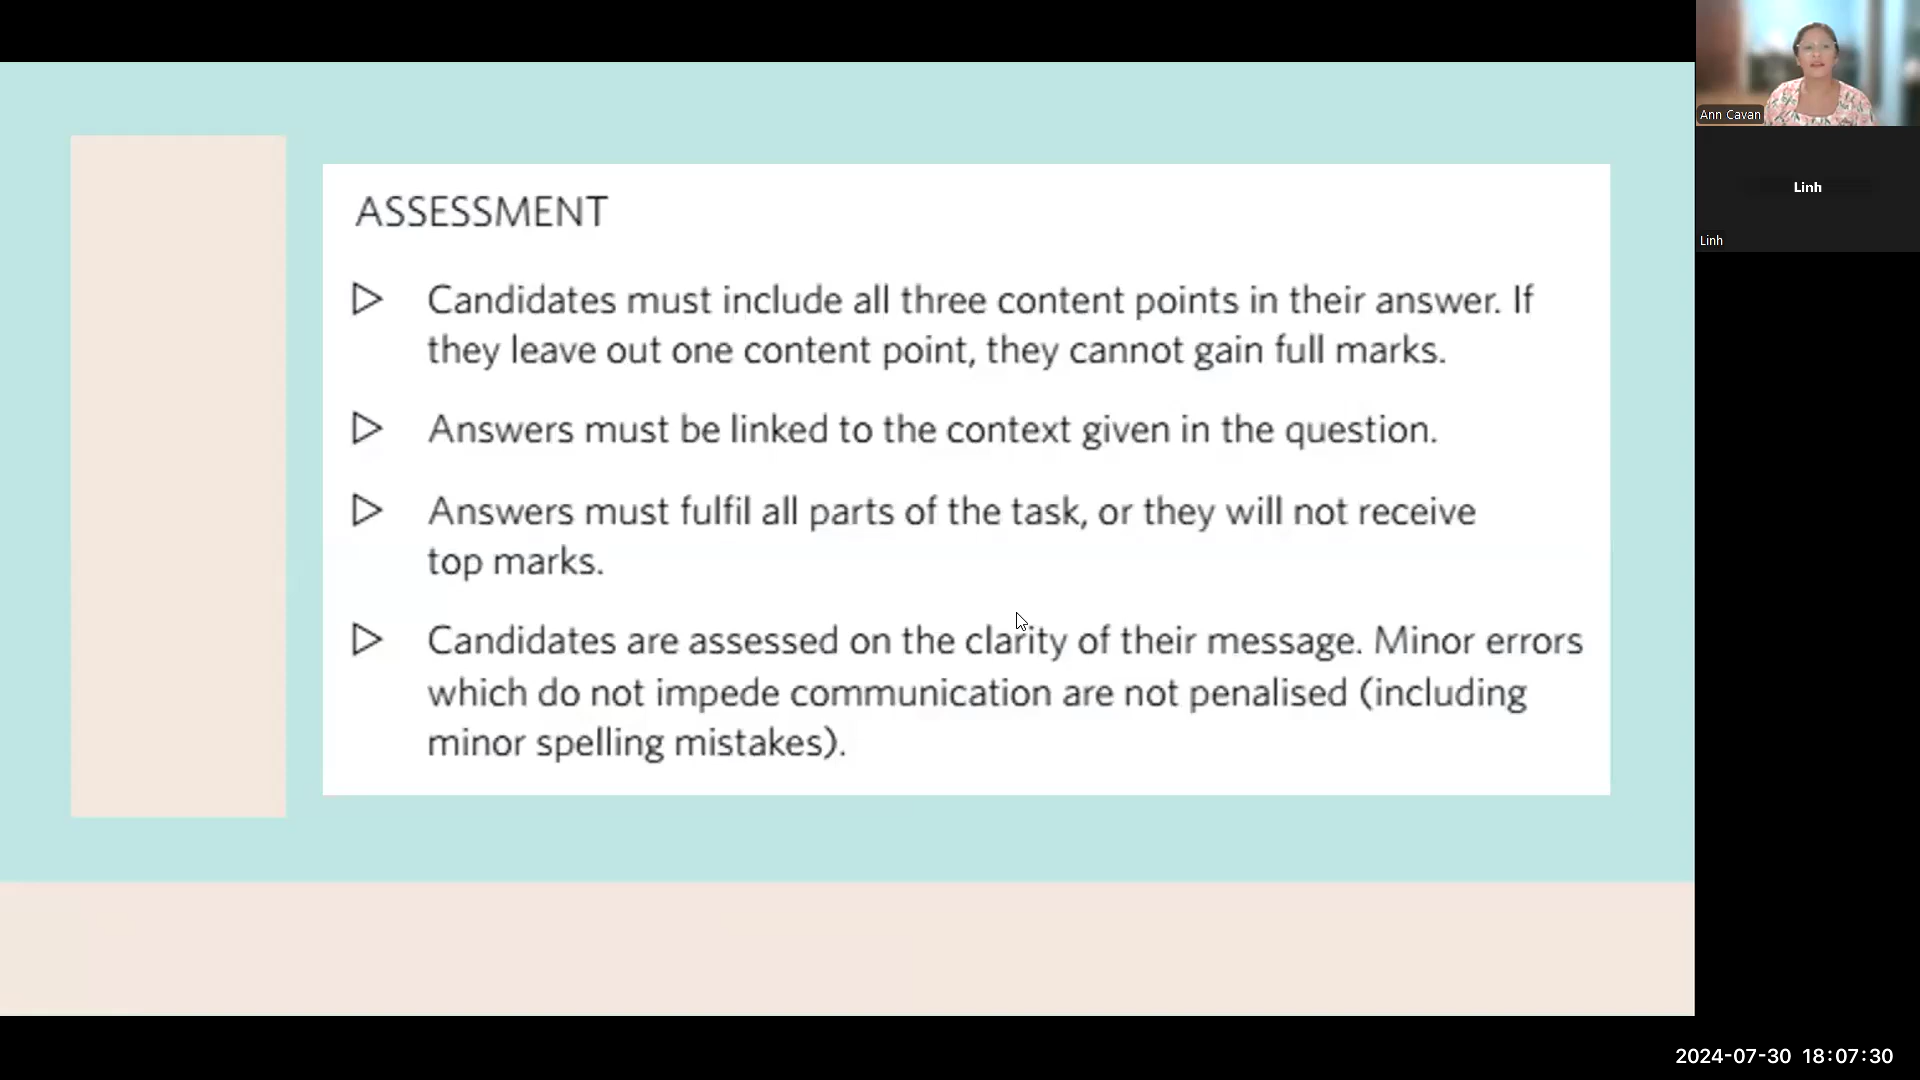 ASSESSMENT
Candidates must include all three content points in their answer. If
they leave out one content point, they cannot gain full marks.
Answers must be linked to the context given in the question.
Answers must fulfil all parts of the task, or they will not receive
top marks.
Candidates are assessed on the clarity of their message. Minor errors
which do not impede communication are not penalised (including
minor spelling mistakes).
Ann Cavan
Linh
Linh
2024-07-30 18:07:30